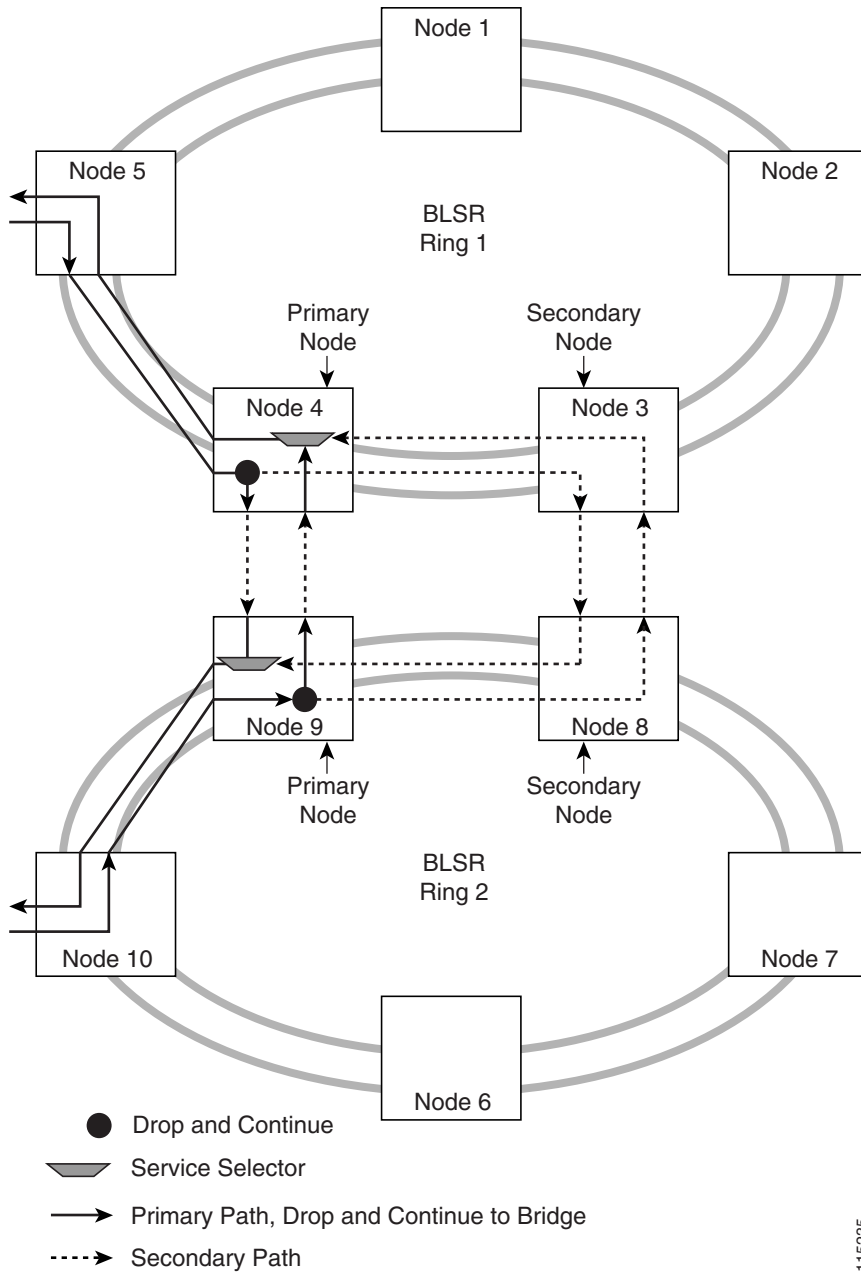 Node 1
Node 5
Node 2
BLSR
Ring 1
Primary
Node
Secondary
Node
Node 4
Node 3
Node 9
Node 8
Primary
Node
Secondary
Node
BLSR
Ring 2
Node 10
Node 7
Node 6
Drop and Continue
Service Selector
Primary Path, Drop and Continue to Bridge
Secondary Path